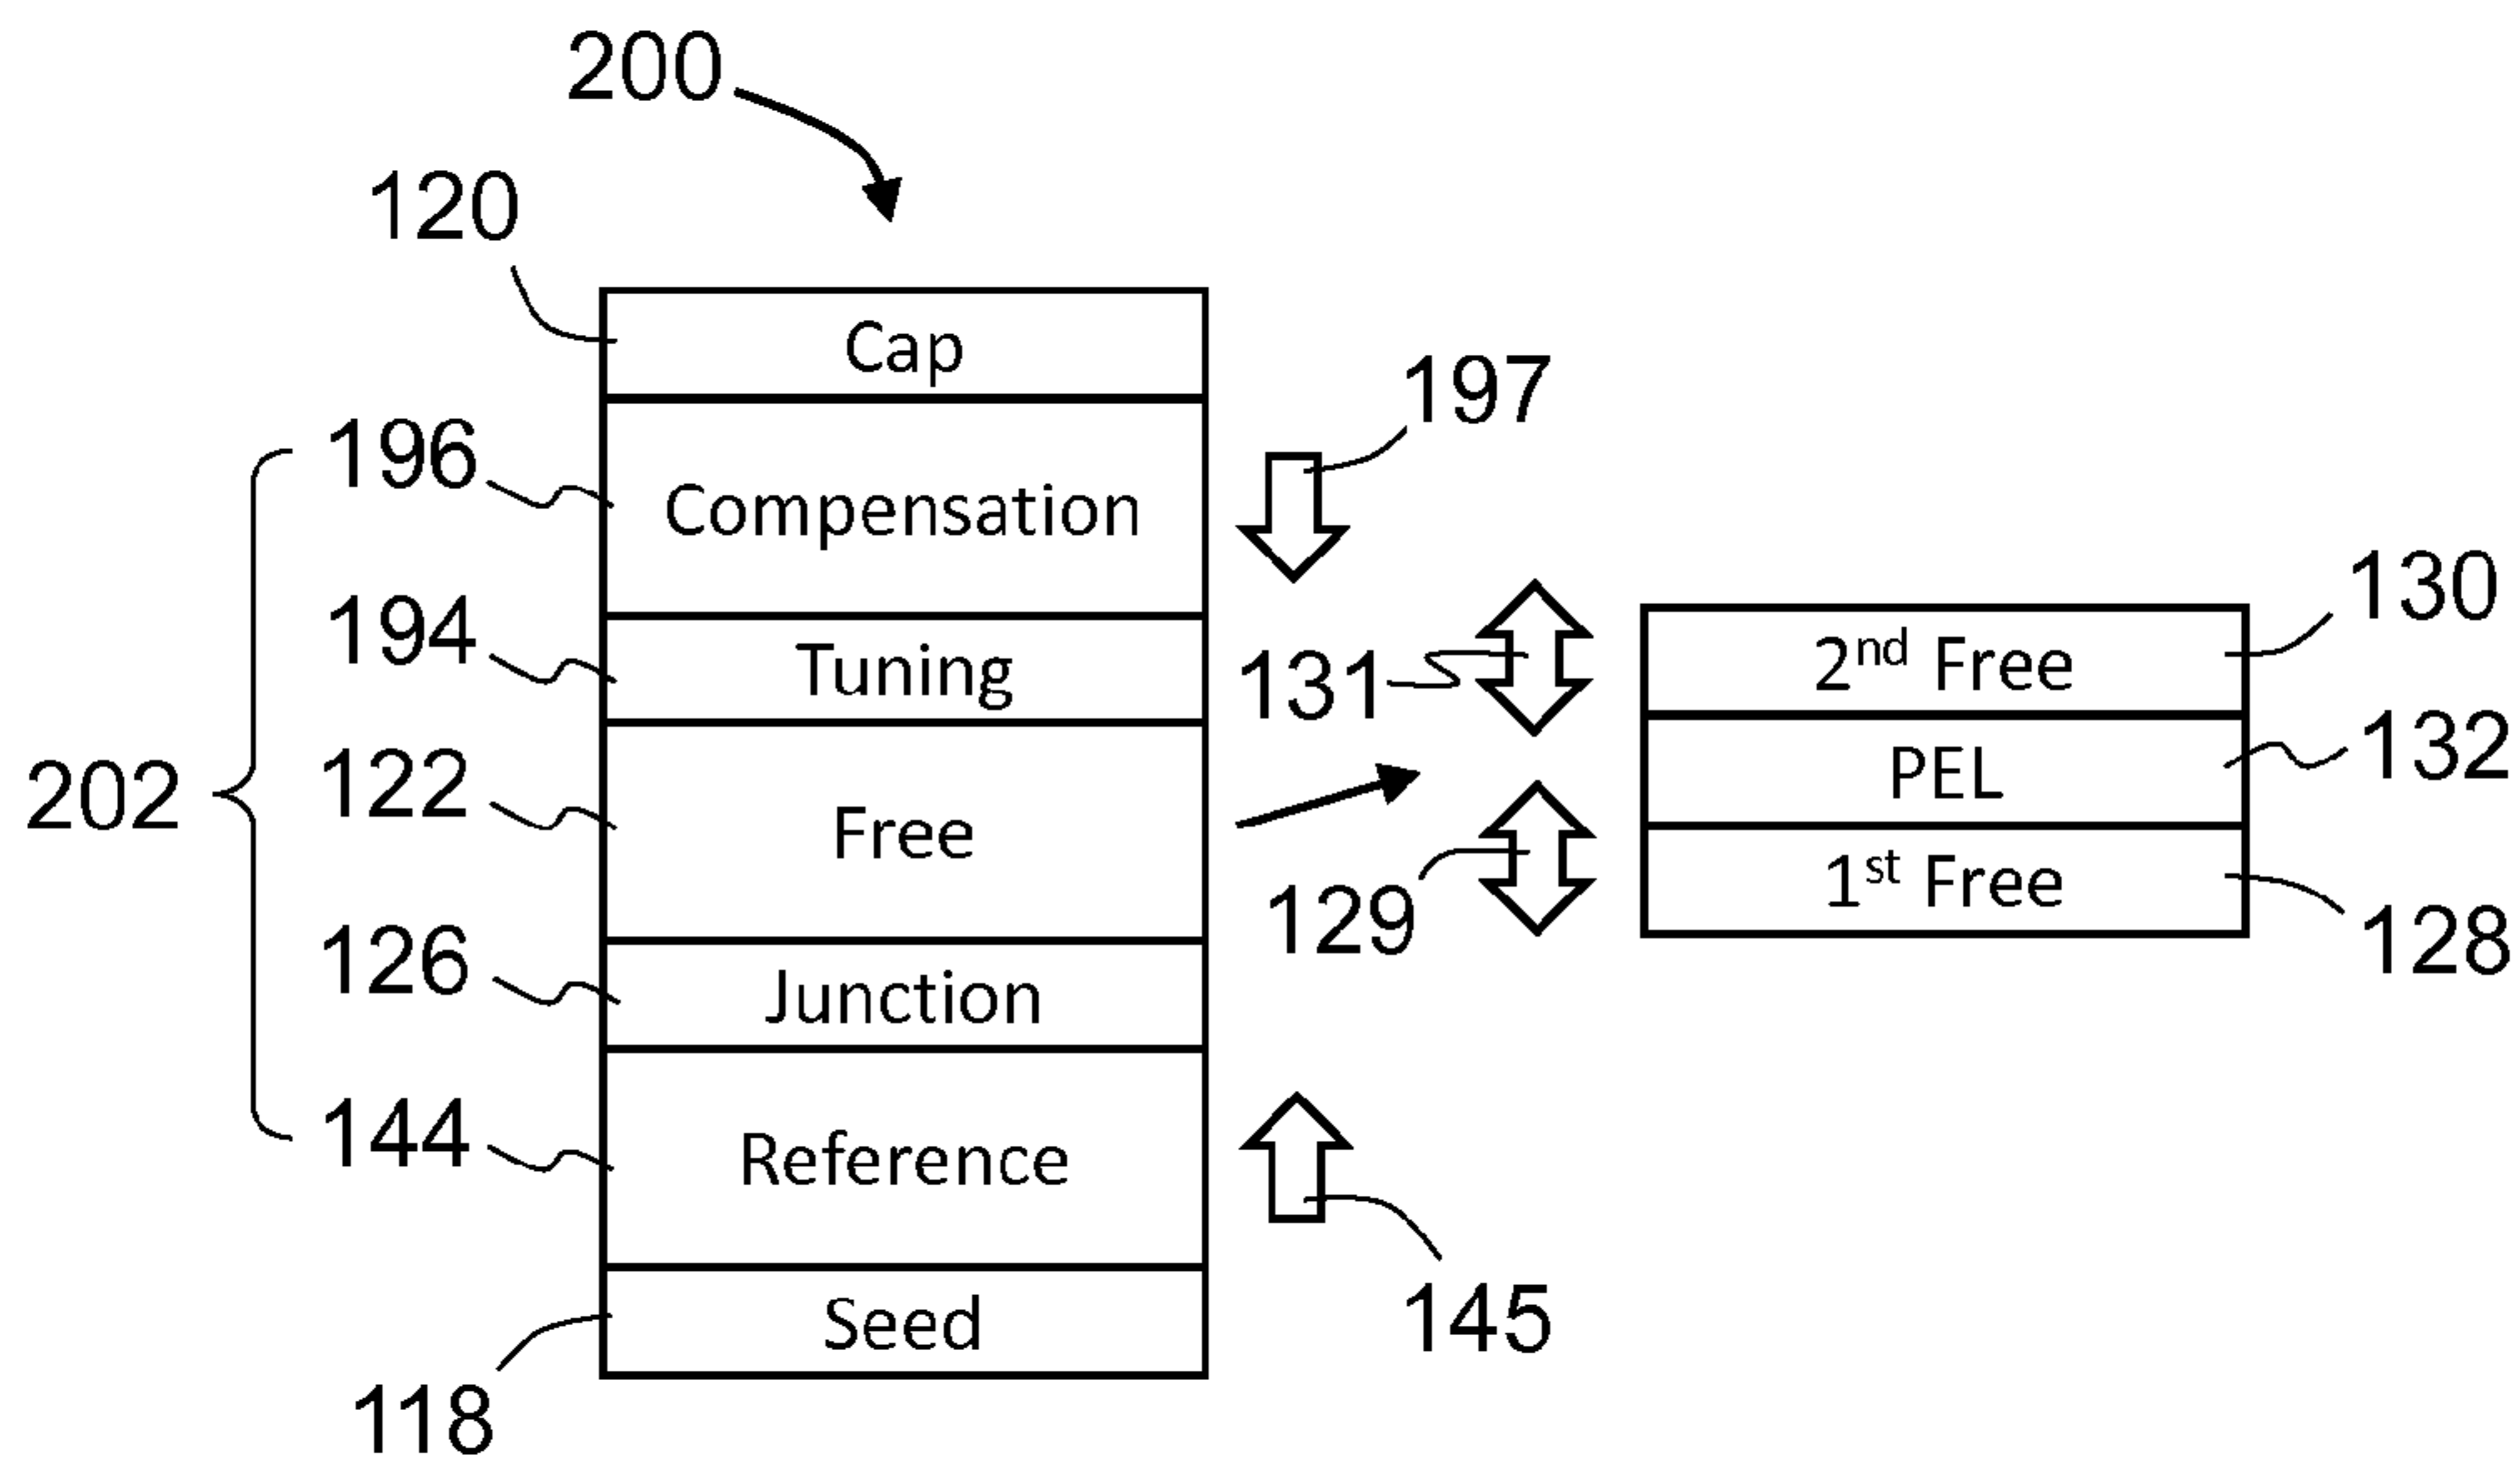 200
120
Cap
197
196
Compensation
130
194
Tuning
131
2nd Free
132
202
122
Free
PEL
129
1st Free
128
126
Junction
144
Reference
145
Seed
118